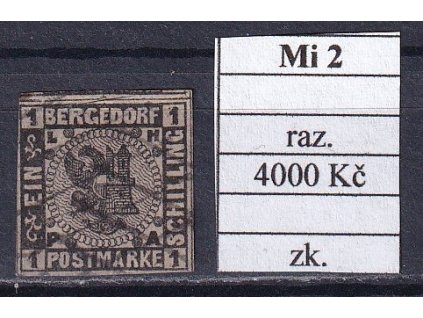 1 BERGEDORF 1
L H
EIN
SCHILLING
P A
1 POSTMARKE 1
Mi 2
raz.
4000 Kč
zk.